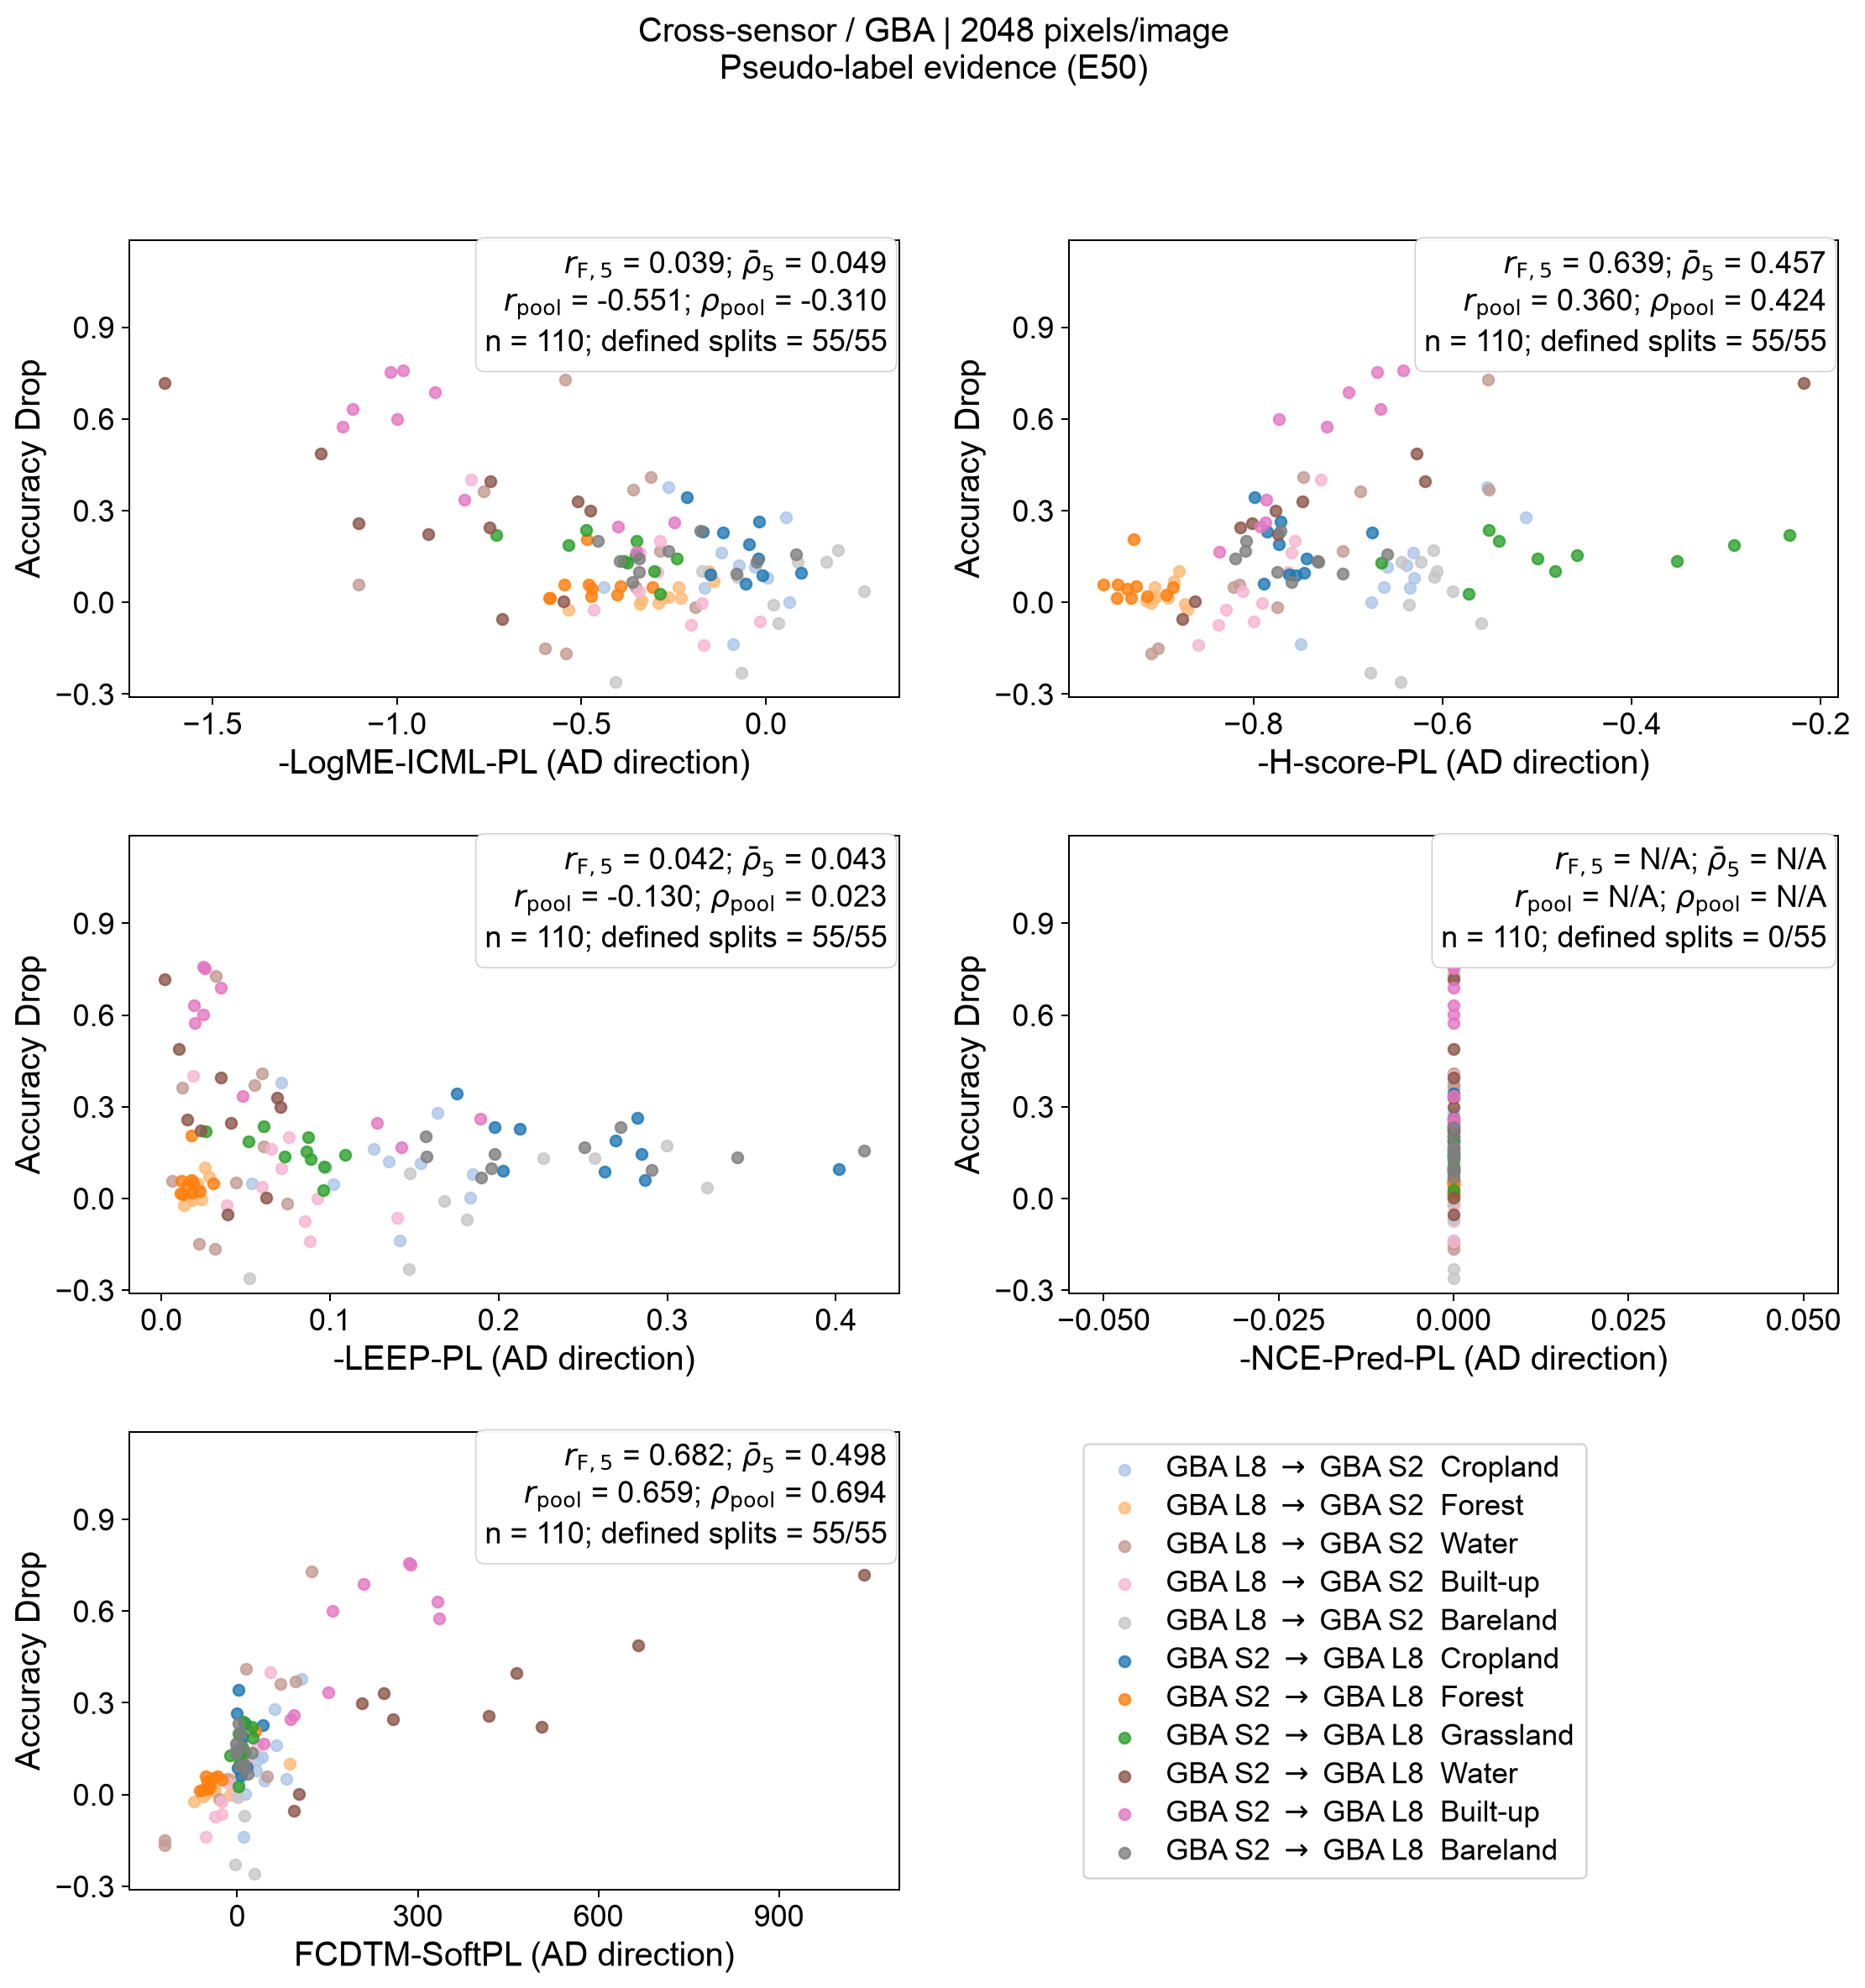 Cross-sensor / GBA | 2048 pixels/image
Pseudo-label evidence (E50)
r_F, 5 = 0.039; ρ̄_5 = 0.049
r_pool = -0.551; ρ_pool = -0.310
n = 110; defined splits = 55/55
Accuracy Drop
0.9
0.6
0.3
0.0
−0.3
−1.5 −1.0 −0.5 0.0
-LogME-ICML-PL (AD direction)
r_F, 5 = 0.639; ρ̄_5 = 0.457
r_pool = 0.360; ρ_pool = 0.424
n = 110; defined splits = 55/55
Accuracy Drop
0.9
0.6
0.3
0.0
−0.3
−0.8 −0.6 −0.4 −0.2
-H-score-PL (AD direction)
r_F, 5 = 0.042; ρ̄_5 = 0.043
r_pool = -0.130; ρ_pool = 0.023
n = 110; defined splits = 55/55
Accuracy Drop
0.9
0.6
0.3
0.0
−0.3
0.0 0.1 0.2 0.3 0.4
-LEEP-PL (AD direction)
r_F, 5 = N/A; ρ̄_5 = N/A
r_pool = N/A; ρ_pool = N/A
n = 110; defined splits = 0/55
Accuracy Drop
0.9
0.6
0.3
0.0
−0.3
−0.050 −0.025 0.000 0.025 0.050
-NCE-Pred-PL (AD direction)
r_F, 5 = 0.682; ρ̄_5 = 0.498
r_pool = 0.659; ρ_pool = 0.694
n = 110; defined splits = 55/55
Accuracy Drop
0.9
0.6
0.3
0.0
−0.3
0 300 600 900
FCDTM-SoftPL (AD direction)
GBA L8 → GBA S2 Cropland
GBA L8 → GBA S2 Forest
GBA L8 → GBA S2 Water
GBA L8 → GBA S2 Built-up
GBA L8 → GBA S2 Bareland
GBA S2 → GBA L8 Cropland
GBA S2 → GBA L8 Forest
GBA S2 → GBA L8 Grassland
GBA S2 → GBA L8 Water
GBA S2 → GBA L8 Built-up
GBA S2 → GBA L8 Bareland